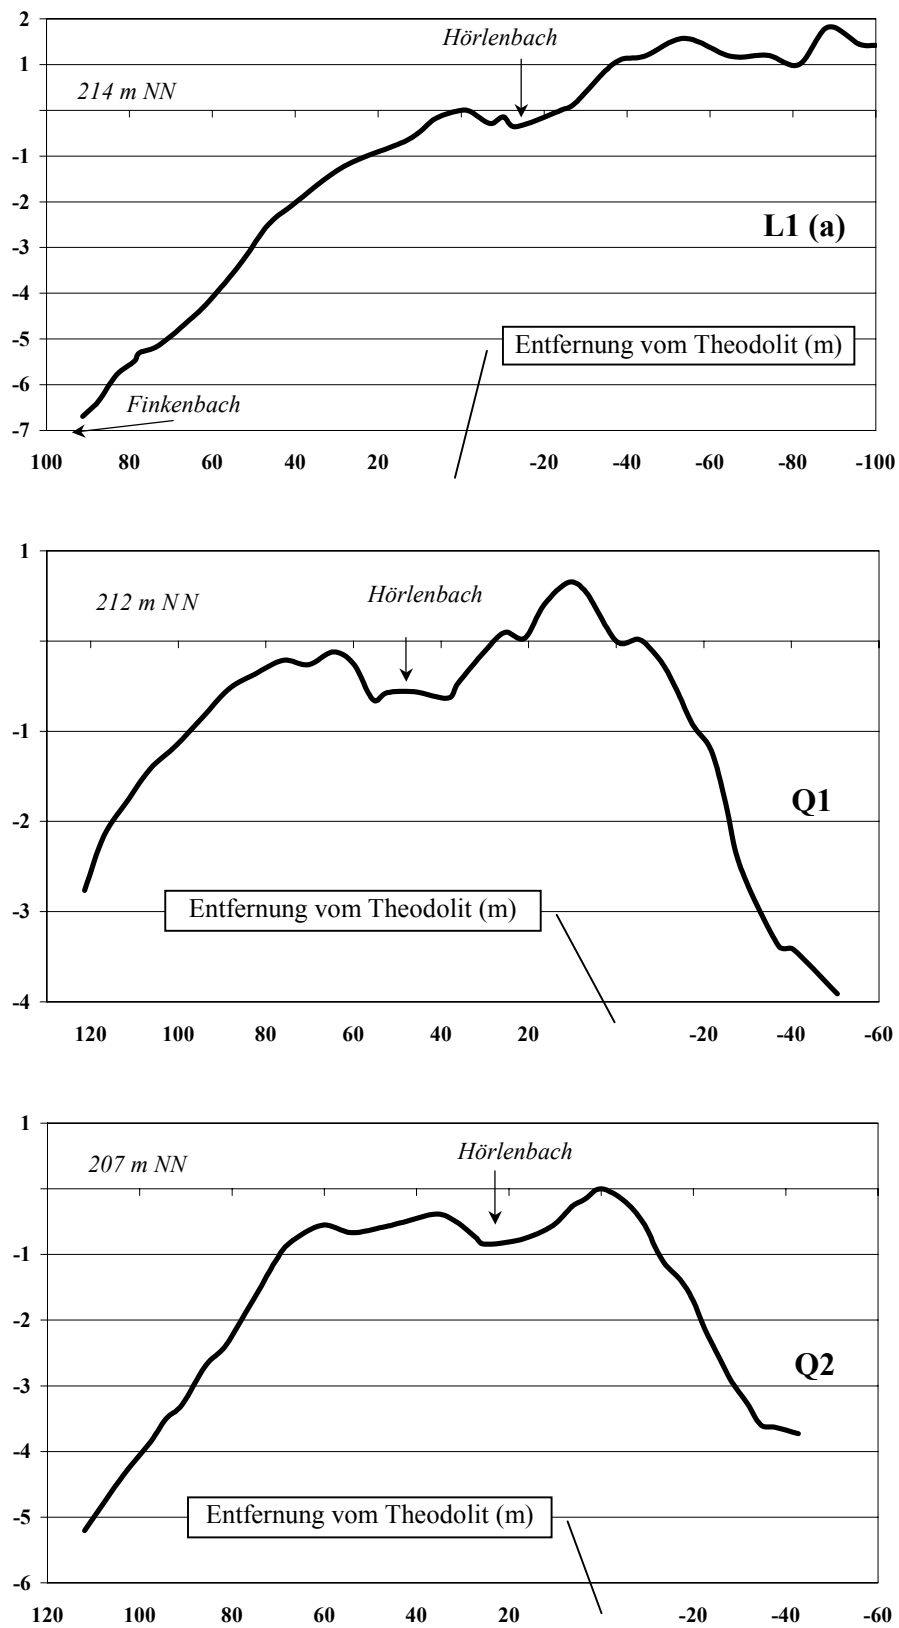 2
Hörlenbach
1
214 m NN
-1
-2
L1 (a)
-3
-4
-5
Entfernung vom Theodolit (m)
-6
Finkenbach
-7
100 80 60 40 20 -20 -40 -60 -80 -100
1
212 m NN
Hörlenbach
-1
Q1
-2
-3
Entfernung vom Theodolit (m)
-4
120 100 80 60 40 20 -20 -40 -60
1
207 m NN
Hörlenbach
-1
-2
Q2
-3
-4
-5
Entfernung vom Theodolit (m)
-6
120 100 80 60 40 20 -20 -40 -60